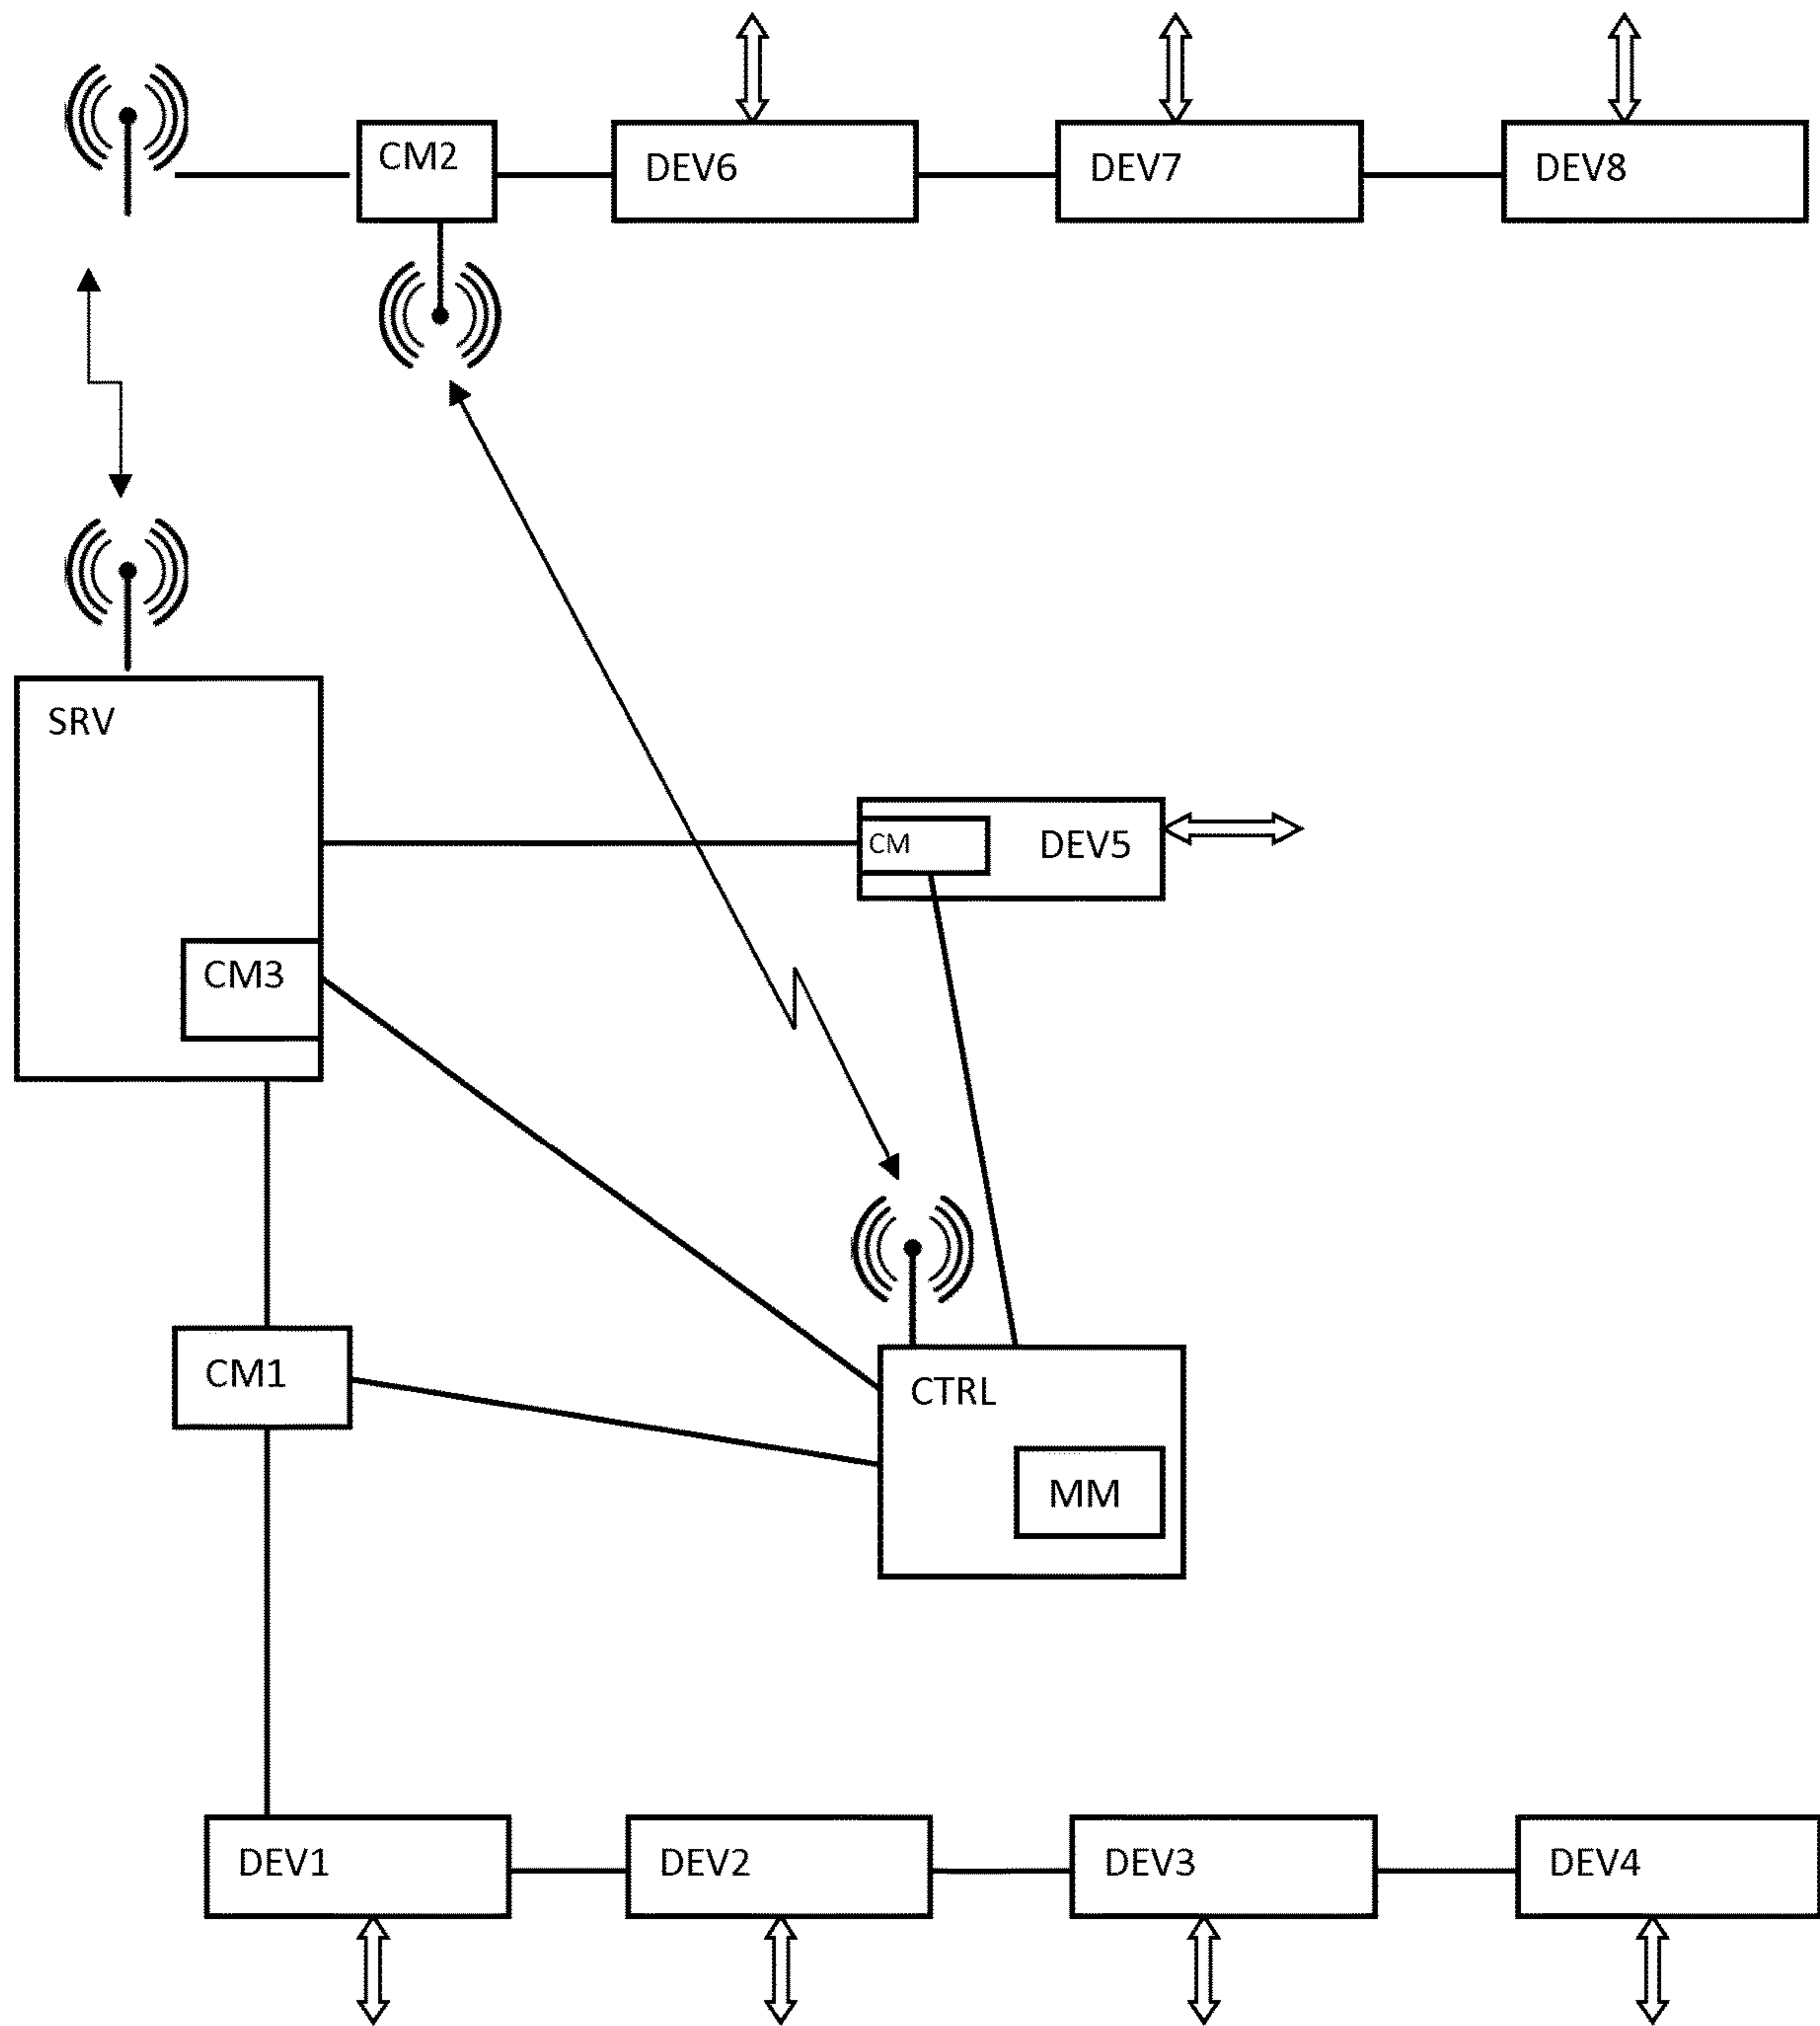 CM2
DEV6
DEV7
DEV8
SRV
CM
DEV5
CM3
CM1
CTRL
MM
DEV1
DEV2
DEV3
DEV4